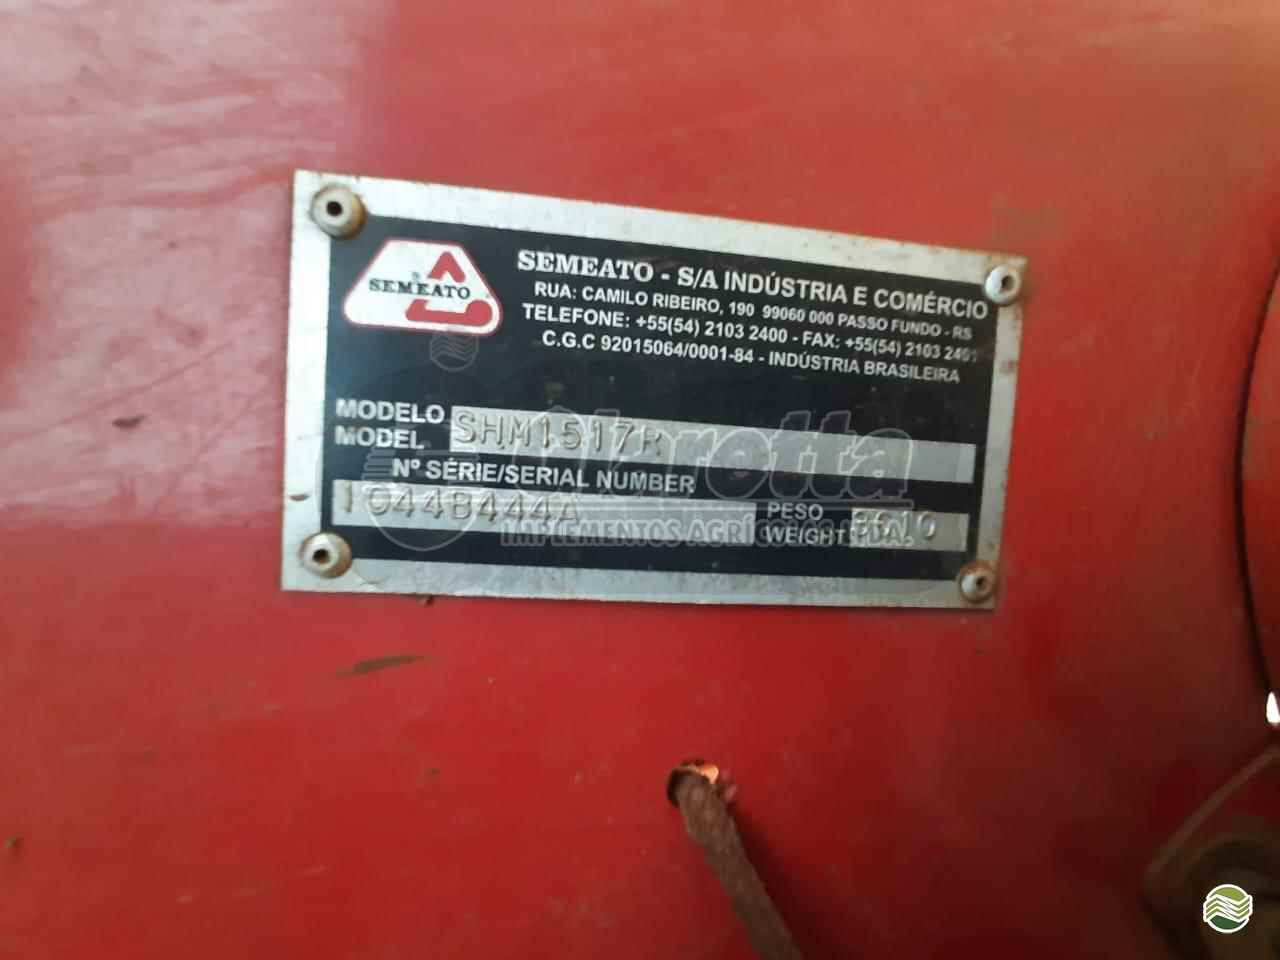 SEMEATO
SEMEATO - S/A INDÚSTRIA E COMÉRCIO
RUA: CAMILO RIBEIRO, 190 99060 000 PASSO FUNDO - RS
TELEFONE: +55(54) 2103 2400 - FAX: +55(54) 2103 2401
C.G.C 92015064/0001-84 - INDÚSTRIA BRASILEIRA
MODELO
MODEL
SHM1517R
Nº SÉRIE/SERIAL NUMBER
PESO
WEIGHT
IMPLEMENTOS AGRÍCOLAS LTDA.